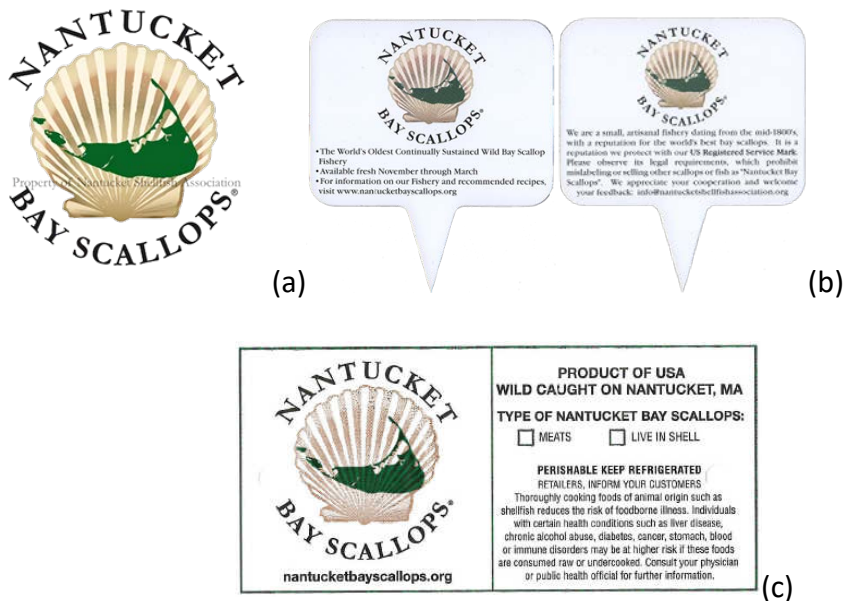 NANTUCKET
Property of Nantucket Shellfish Association
BAY SCALLOPS®
(a)
NANTUCKET
BAY SCALLOPS®
•The World's Oldest Continually Sustained Wild Bay Scallop
Fishery
•Available fresh November through March
•For information on our Fishery and recommended recipes,
visit www.nantucketbayscallops.org
NANTUCKET
BAY SCALLOPS®
We are a small, artisanal fishery dating from the mid-1800's,
with a reputation for the world's best bay scallops. It is a
reputation we protect with our US Registered Service Mark.
Please observe its legal requirements, which prohibit
mislabeling or selling other scallops or fish as "Nantucket Bay
Scallops". We appreciate your cooperation and welcome
your feedback: info@nantucketshellfishassociation.org
(b)
NANTUCKET
BAY SCALLOPS®
nantucketbayscallops.org
PRODUCT OF USA
WILD CAUGHT ON NANTUCKET, MA
TYPE OF NANTUCKET BAY SCALLOPS:
MEATS LIVE IN SHELL
PERISHABLE KEEP REFRIGERATED
RETAILERS, INFORM YOUR CUSTOMERS
Thoroughly cooking foods of animal origin such as
shellfish reduces the risk of foodborne illness. Individuals
with certain health conditions such as liver disease,
chronic alcohol abuse, diabetes, cancer, stomach, blood
or immune disorders may be at higher risk if these foods
are consumed raw or undercooked. Consult your physician
or public health official for further information.
(c)